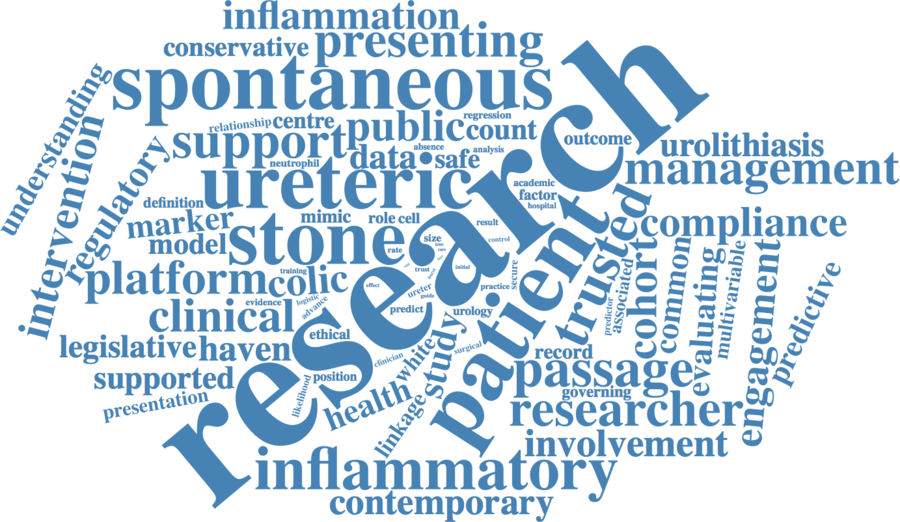 inflammation
conservative
presenting
spontaneous
understanding
regression
relationship
centre
public
count
outcome
support
absence
analysis
urolithiasis
neutrophil
data
safe
management
intervention
regulatory
ureteric
academic
factor
hospital
definition
marker
mimic
role
cell
result
compliance
model
stone
rate
size
control
research
patient
trusted
platform
colic
training
trust
initial
secure
cohort
common
evaluating
multivariable
engagement
predictive
associated
predictor
evidence
logistic
advance
effect
ureter
guide
practice
clinical
ethical
predict
urology
legislative
haven
white
study
surgical
record
supported
position
clinician
passage
governing
presentation
likelihood
health
linkage
researcher
involvement
inflammatory
contemporary